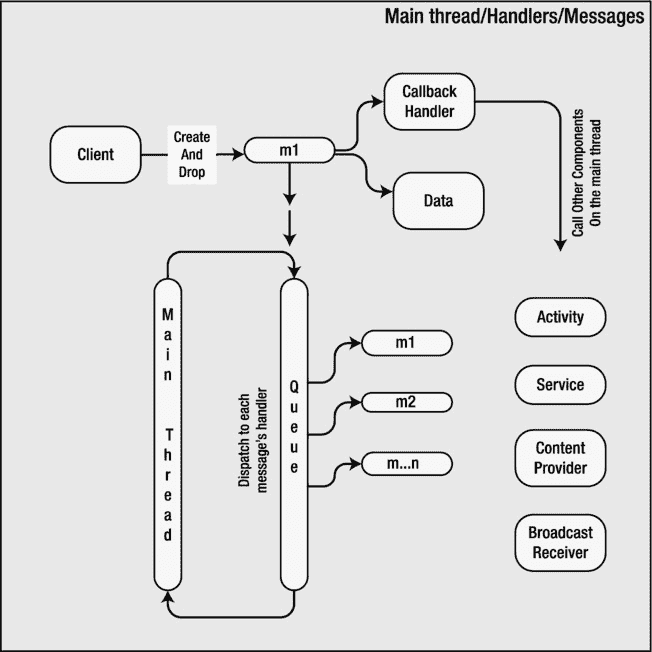 Main thread/Handlers/Messages
Callback
Handler
Client
Create
And
Drop
m1
Data
Call Other Components
On the main thread
Main Thread
Dispatch to each
message's handler
Queue
m1
m2
m...n
Activity
Service
Content
Provider
Broadcast
Receiver